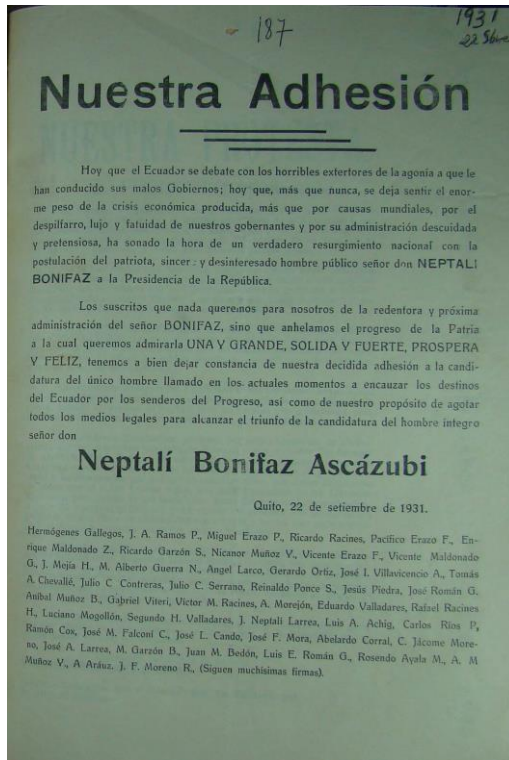 187
1931
22 Sbre
Nuestra Adhesión
Hoy que el Ecuador se debate con los horribles extertores de la agonía a que le
han conducido sus malos Gobiernos; hoy que, más que nunca, se deja sentir el enor-
me peso de la crisis económica producida, más que por causas mundiales, por el
despilfarro, lujo y fatuidad de nuestros gobernantes y por su administración descuidada
y pretensiosa, ha sonado la hora de un verdadero resurgimiento nacional con la
postulación del patriota, sincer: y desinteresado hombre público señor don NEPTALI
BONIFAZ a la Presidencia de la República.
Los suscritos que nada queremos para nosotros de la redentora y próxima
administración del señor BONIFAZ, sino que anhelamos el progreso de la Patria
a la cual queremos admirarla UNA Y GRANDE, SOLIDA Y FUERTE, PROSPERA
Y FELIZ, tenemos a bien dejar constancia de nuestra decidida adhesión a la candi-
datura del único hombre llamado en los actuales momentos a encauzar los destinos
del Ecuador por los senderos del Progreso, así como de nuestro propósito de agotar
todos los medios legales para alcanzar el triunfo de la candidatura del hombre íntegro
señor don
Neptalí Bonifaz Ascázubi
Quito, 22 de setiembre de 1931.
Hermógenes Gallegos, J. A. Ramos P., Miguel Erazo P., Ricardo Racines, Pacífico Erazo F., En-
rique Maldonado Z., Ricardo Garzón S., Nicanor Muñoz V., Vicente Erazo F., Vicente Maldonado
G., J. Mejía H., M. Alberto Guerra N., Angel Larco, Gerardo Ortiz, José I. Villavicencio A., Tomás
A. Chevallé, Julio C Contreras, Julio C. Serrano, Reinaldo Ponce S., Jesús Piedra, José Román G.
Aníbal Muñoz B., Gabriel Viteri, Víctor M. Racines, A. Morejón, Eduardo Valladares, Rafael Racines
H., Luciano Mogollón, Segundo H. Valladares, J. Neptalí Larrea, Luis A. Achig, Carlos Ríos P,
Ramón Cox, José M. Falconí C., José L. Cando, José F. Mora, Abelardo Corral, C. Jácome More-
no, José A. Larrea, M. Garzón B., Juan M. Bedón, Luis E. Román G., Rosendo Ayala M., A. M
Muñoz V., A Aráuz, J. F. Moreno R., (Siguen muchísimas firmas).